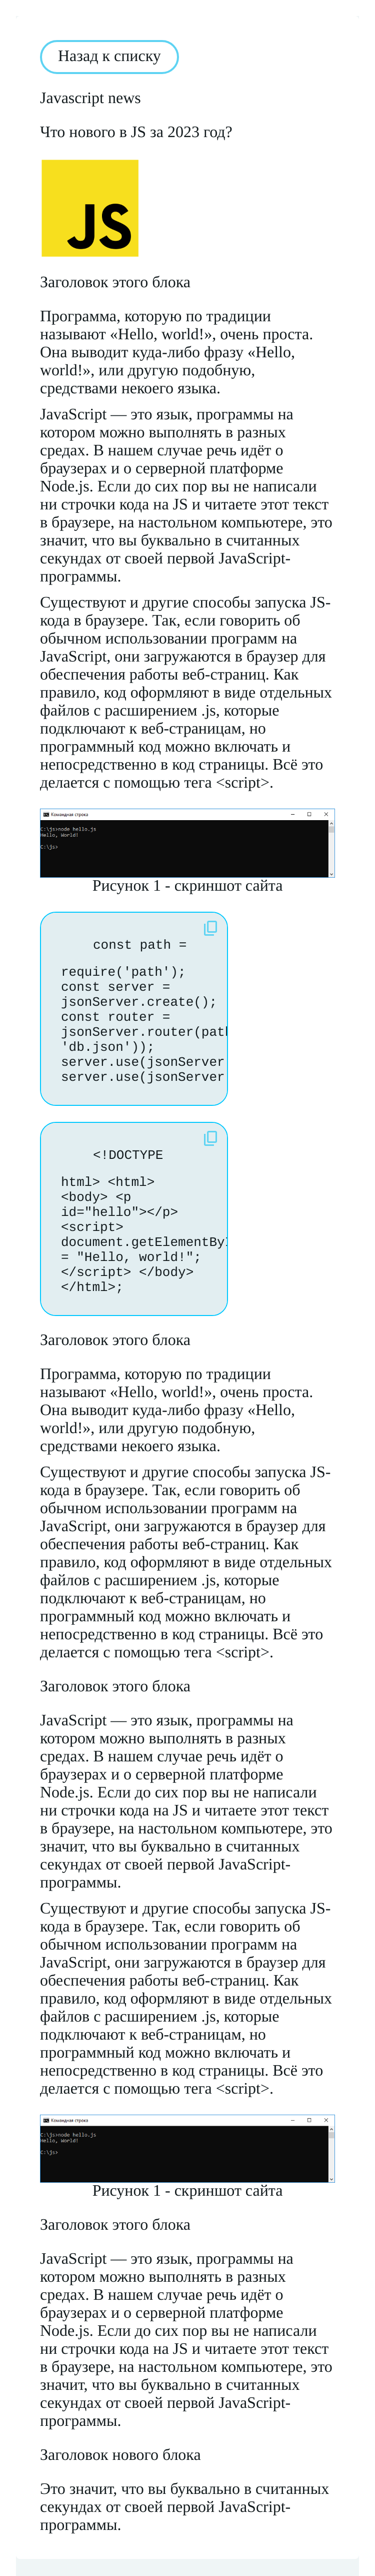 Назад к списку
Javascript news
Что нового в JS за 2023 год?
JS
Заголовок этого блока
Программа, которую по традиции
называют «Hello, world!», очень проста.
Она выводит куда-либо фразу «Hello,
world!», или другую подобную,
средствами некоего языка.
JavaScript — это язык, программы на
котором можно выполнять в разных
средах. В нашем случае речь идёт о
браузерах и о серверной платформе
Node.js. Если до сих пор вы не написали
ни строчки кода на JS и читаете этот текст
в браузере, на настольном компьютере, это
значит, что вы буквально в считанных
секундах от своей первой JavaScript-
программы.
Существуют и другие способы запуска JS-
кода в браузере. Так, если говорить об
обычном использовании программ на
JavaScript, они загружаются в браузер для
обеспечения работы веб-страниц. Как
правило, код оформляют в виде отдельных
файлов с расширением .js, которые
подключают к веб-страницам, но
программный код можно включать и
непосредственно в код страницы. Всё это
делается с помощью тега <script>.
Командная строка
C:\js>node hello.js
Hello, World!
C:\js>
Рисунок 1 - скриншот сайта
const path =
require('path');
const server =
jsonServer.create();
const router =
jsonServer.router(pat
'db.json'));
server.use(jsonServer
server.use(jsonServer
<!DOCTYPE
html> <html>
<body> <p
id="hello"></p>
<script>
document.getElementBy
= "Hello, world!";
</script> </body>
</html>;
Заголовок этого блока
Программа, которую по традиции
называют «Hello, world!», очень проста.
Она выводит куда-либо фразу «Hello,
world!», или другую подобную,
средствами некоего языка.
Существуют и другие способы запуска JS-
кода в браузере. Так, если говорить об
обычном использовании программ на
JavaScript, они загружаются в браузер для
обеспечения работы веб-страниц. Как
правило, код оформляют в виде отдельных
файлов с расширением .js, которые
подключают к веб-страницам, но
программный код можно включать и
непосредственно в код страницы. Всё это
делается с помощью тега <script>.
Заголовок этого блока
JavaScript — это язык, программы на
котором можно выполнять в разных
средах. В нашем случае речь идёт о
браузерах и о серверной платформе
Node.js. Если до сих пор вы не написали
ни строчки кода на JS и читаете этот текст
в браузере, на настольном компьютере, это
значит, что вы буквально в считанных
секундах от своей первой JavaScript-
программы.
Существуют и другие способы запуска JS-
кода в браузере. Так, если говорить об
обычном использовании программ на
JavaScript, они загружаются в браузер для
обеспечения работы веб-страниц. Как
правило, код оформляют в виде отдельных
файлов с расширением .js, которые
подключают к веб-страницам, но
программный код можно включать и
непосредственно в код страницы. Всё это
делается с помощью тега <script>.
Командная строка
C:\js>node hello.js
Hello, World!
C:\js>
Рисунок 1 - скриншот сайта
Заголовок этого блока
JavaScript — это язык, программы на
котором можно выполнять в разных
средах. В нашем случае речь идёт о
браузерах и о серверной платформе
Node.js. Если до сих пор вы не написали
ни строчки кода на JS и читаете этот текст
в браузере, на настольном компьютере, это
значит, что вы буквально в считанных
секундах от своей первой JavaScript-
программы.
Заголовок нового блока
Это значит, что вы буквально в считанных
секундах от своей первой JavaScript-
программы.